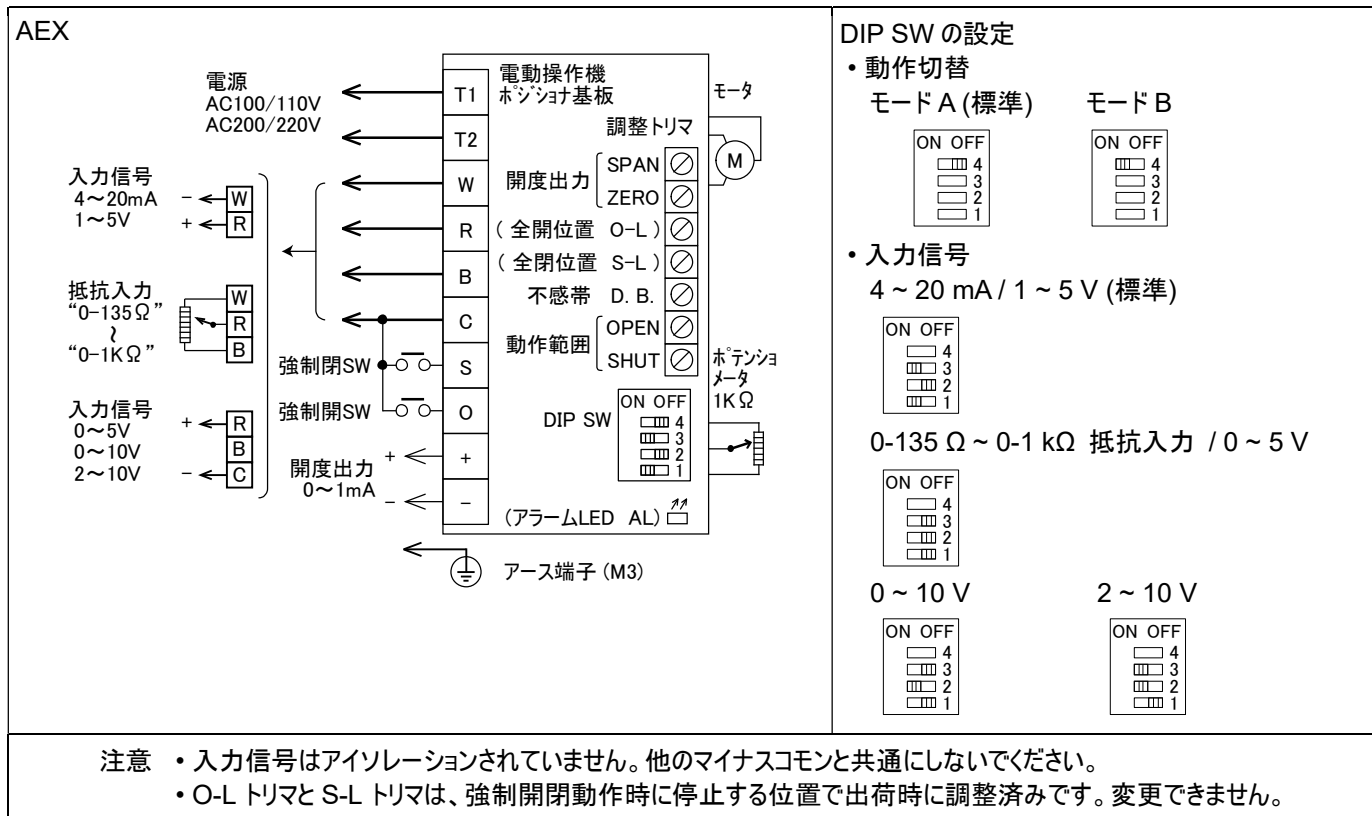 AEX
電源
AC100/110V
AC200/220V
入力信号
4～20mA
1～5V
- W
+ R
抵抗入力
“0-135Ω”
～
“0-1KΩ”
W
R
B
入力信号
0～5V
0～10V
2～10V
+ R
B
- C
T1
T2
W
R
B
C
S
O
+
-
強制閉SW
強制開SW
開度出力
0～1mA
+
-
電動操作機
ポジショナ基板
調整トリマ
開度出力
SPAN
ZERO
( 全開位置 O-L )
( 全閉位置 S-L )
不感帯 D. B.
動作範囲
OPEN
SHUT
DIP SW
ON OFF
4
3
2
1
(アラームLED AL)
モータ
M
ポテンショ
メータ
1KΩ
アース端子 (M3)
DIP SW の設定
• 動作切替
モード A (標準) モード B
ON OFF
4
3
2
1
ON OFF
4
3
2
1
• 入力信号
4 ~ 20 mA / 1 ~ 5 V (標準)
ON OFF
4
3
2
1
0-135 Ω ~ 0-1 kΩ 抵抗入力 / 0 ~ 5 V
ON OFF
4
3
2
1
0 ~ 10 V 2 ~ 10 V
ON OFF
4
3
2
1
ON OFF
4
3
2
1
注意 • 入力信号はアイソレーションされていません。他のマイナスコモンと共通にしないでください。
• O-L トリマと S-L トリマは、強制開閉動作時に停止する位置で出荷時に調整済みです。変更できません。